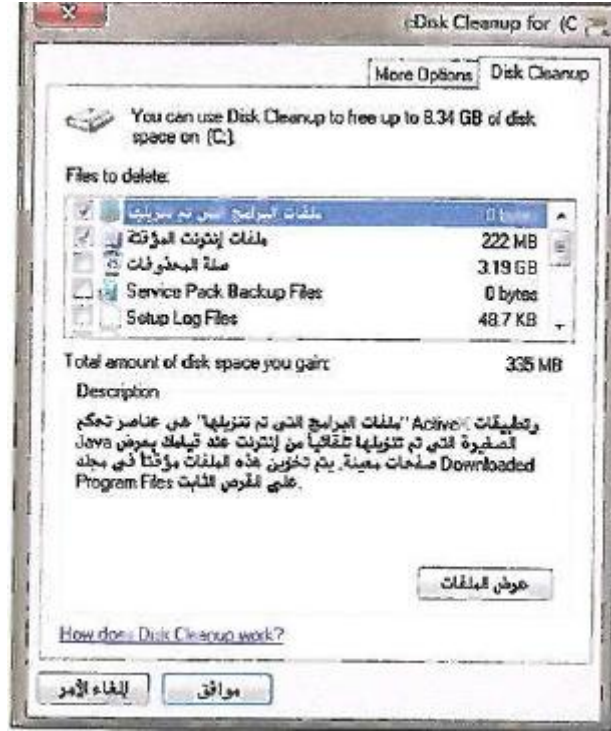 Disk Cleanup for (C
More Options
Disk Cleanup
You can use Disk Cleanup to free up to 8.34 GB of disk
space on (C:).
Files to delete:
ملفات البرامج التي تم تنزيلها 0 bytes
ملفات إنترنت المؤقتة 222 MB
سلة المحذوفات 3.19 GB
Service Pack Backup Files 0 bytes
Setup Log Files 48.7 KB
Total amount of disk space you gain: 335 MB
Description
"ملفات البرامج التي تم تنزيلها" هي عناصر تحكم ActiveX وتطبيقات
Java الصغيرة التي تم تنزيلها تلقائياً من إنترنت عند قيامك بعرض
صفحات معينة. يتم تخزين هذه الملفات مؤقتاً في مجلد Downloaded
Program Files على القرص الثابت.
عرض الملفات
How does Disk Cleanup work?
موافق
إلغاء الأمر